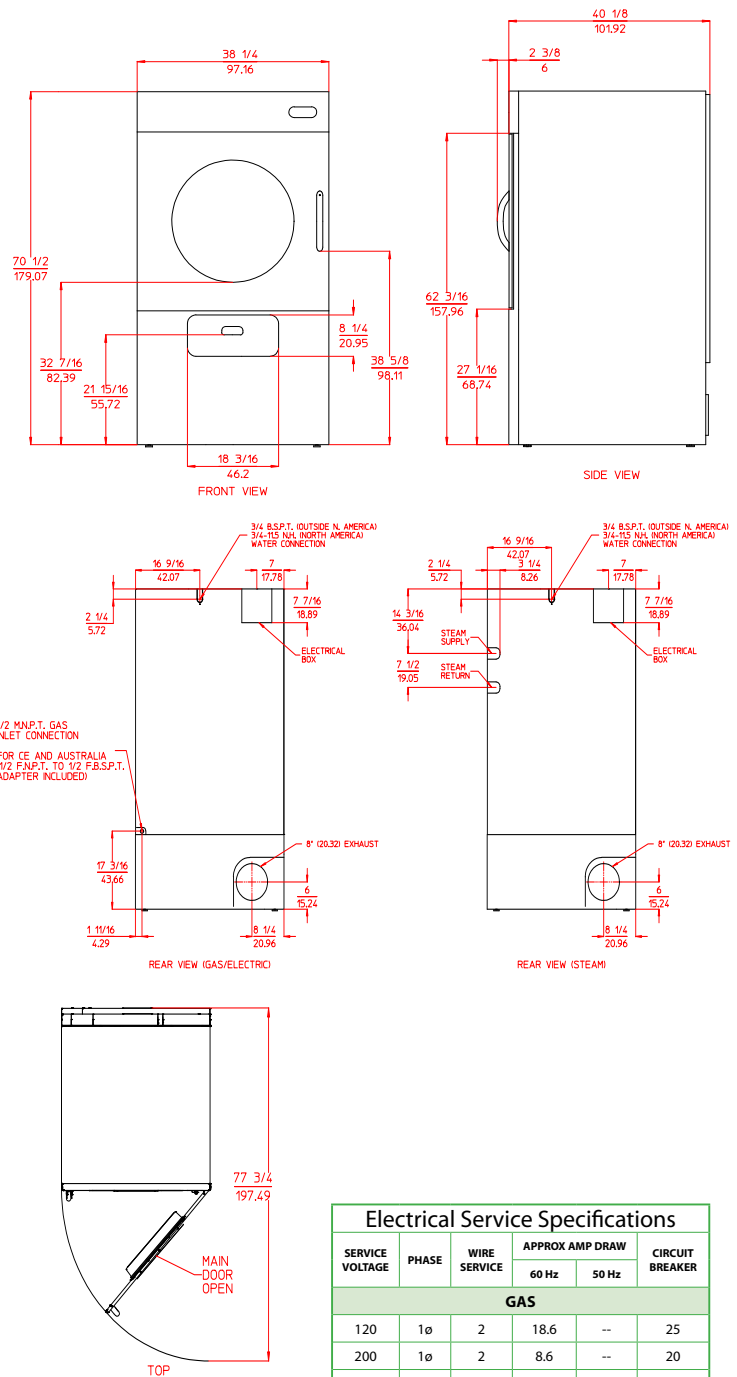 38 1/4
97.16
70 1/2
179.07
32 7/16
82.39
21 15/16
55.72
8 1/4
20.95
38 5/8
98.11
18 3/16
46.2
FRONT VIEW
40 1/8
101.92
2 3/8
6
62 3/16
157.96
27 1/16
68.74
SIDE VIEW
3/4 B.S.P.T. (OUTSIDE N. AMERICA)
3/4-11.5 N.H. (NORTH AMERICA)
WATER CONNECTION
16 9/16
42.07
7
17.78
2 1/4
5.72
7 7/16
18.89
ELECTRICAL
BOX
/2 M.N.P.T. GAS
NLET CONNECTION
FOR CE AND AUSTRALIA
1/2 F.N.P.T. TO 1/2 F.B.S.P.T.
ADAPTER INCLUDED)
17 3/16
43.66
8" (20.32) EXHAUST
6
15.24
1 11/16
4.29
8 1/4
20.96
REAR VIEW (GAS/ELECTRIC)
3/4 B.S.P.T. (OUTSIDE N. AMERICA)
3/4-11.5 N.H. (NORTH AMERICA)
WATER CONNECTION
16 9/16
42.07
2 1/4
5.72
3 1/4
8.26
7
17.78
14 3/16
36.04
7 7/16
18.89
STEAM
SUPPLY
ELECTRICAL
BOX
7 1/2
19.05
STEAM
RETURN
8" (20.32) EXHAUST
6
15.24
8 1/4
20.96
REAR VIEW (STEAM)
77 3/4
197.49
MAIN
DOOR
OPEN
TOP
Electrical Service Specifications
SERVICE VOLTAGE PHASE WIRE SERVICE APPROX AMP DRAW CIRCUIT BREAKER
60 Hz 50 Hz
GAS
120 1ø 2 18.6 -- 25
200 1ø 2 8.6 -- 20